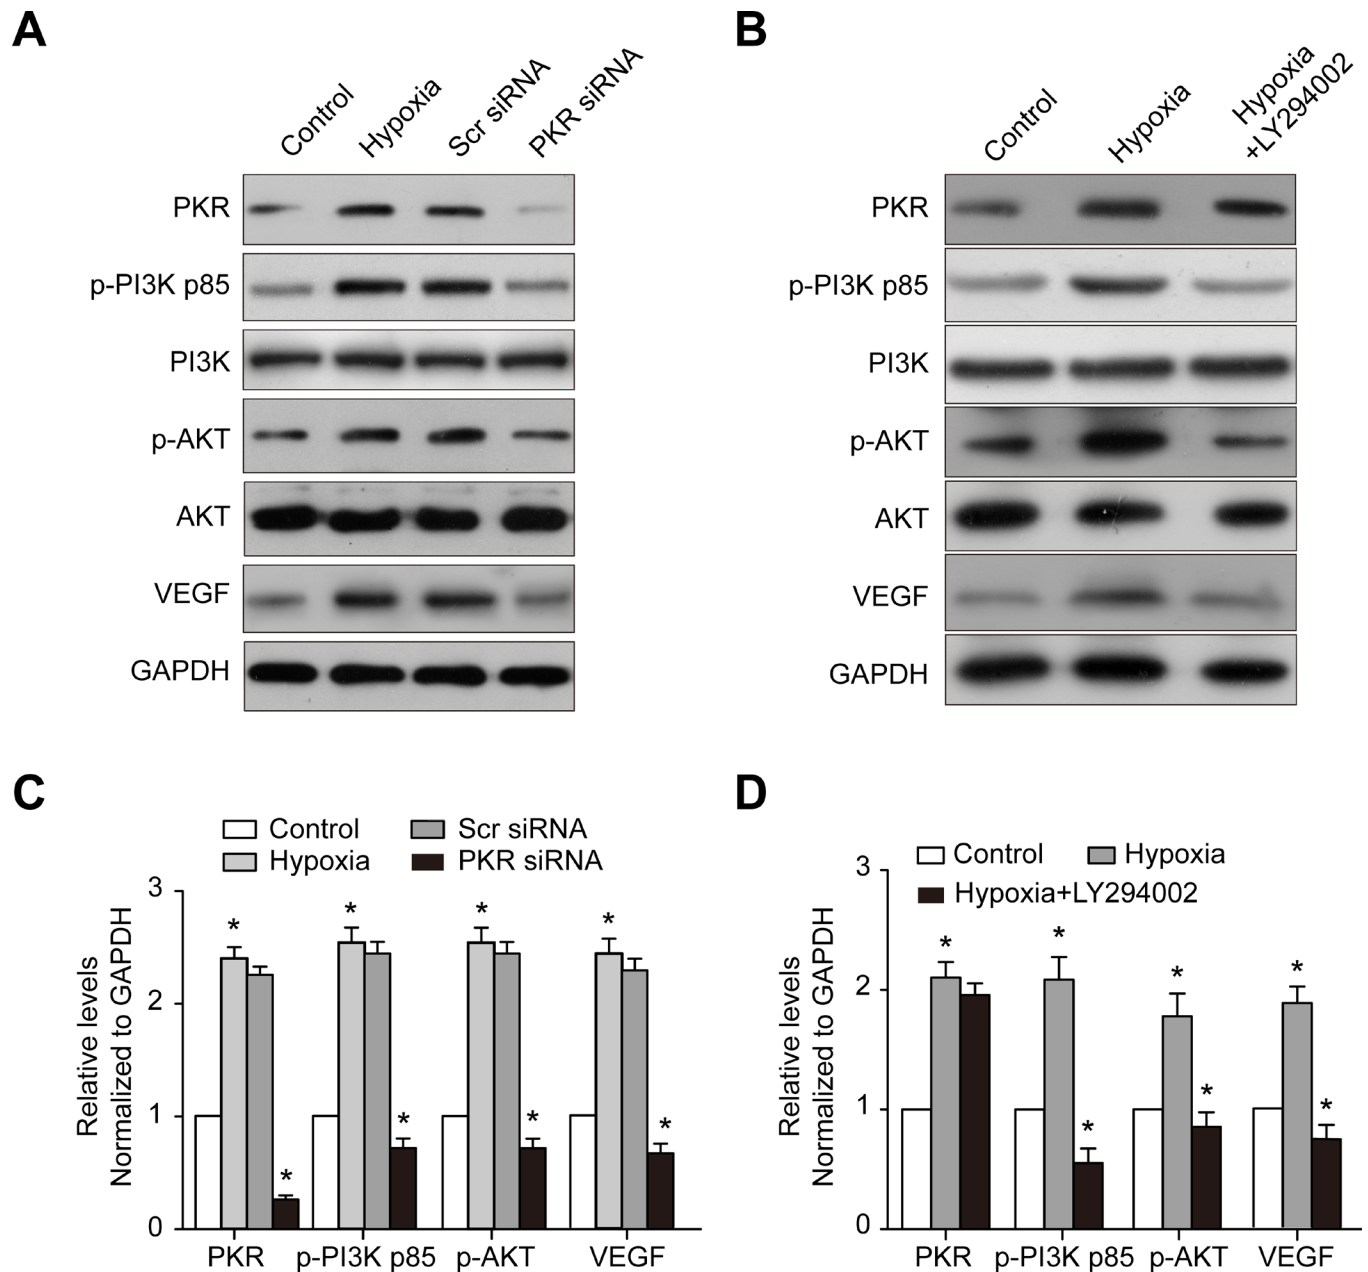 A
Control
Hypoxia
Scr siRNA
PKR siRNA
PKR
p-PI3K p85
PI3K
p-AKT
AKT
VEGF
GAPDH
B
Control
Hypoxia
Hypoxia
+LY294002
PKR
p-PI3K p85
PI3K
p-AKT
AKT
VEGF
GAPDH
C
Control
Scr siRNA
Hypoxia
PKR siRNA
Relative levels
Normalized to GAPDH
3
2
1
0
* * * *
* * * *
PKR
p-PI3K p85
p-AKT
VEGF
D
Control
Hypoxia
Hypoxia+LY294002
Relative levels
Normalized to GAPDH
3
2
1
0
* * * *
* * *
PKR
p-PI3K p85
p-AKT
VEGF